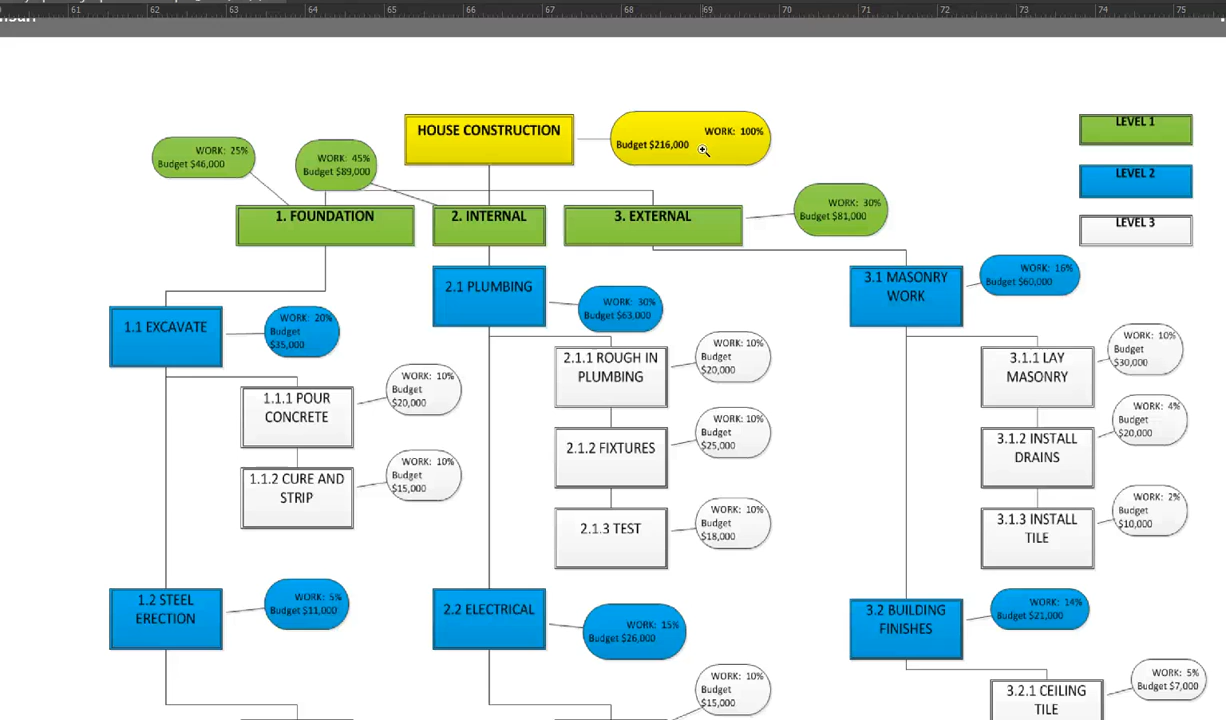 61 62 63 64 65 66 67 68 69 70 71 72 73 74 75
HOUSE CONSTRUCTION
WORK: 100%
Budget $216,000
LEVEL 1
LEVEL 2
LEVEL 3
WORK: 25%
Budget $46,000
WORK: 45%
Budget $89,000
1. FOUNDATION
2. INTERNAL
3. EXTERNAL
WORK: 30%
Budget $81,000
1.1 EXCAVATE
WORK: 20%
Budget
$35,000
1.1.1 POUR
CONCRETE
WORK: 10%
Budget
$20,000
1.1.2 CURE AND
STRIP
WORK: 10%
Budget
$15,000
1.2 STEEL
ERECTION
WORK: 5%
Budget $11,000
2.1 PLUMBING
WORK: 30%
Budget $63,000
2.1.1 ROUGH IN
PLUMBING
WORK: 10%
Budget
$20,000
2.1.2 FIXTURES
WORK: 10%
Budget
$25,000
2.1.3 TEST
WORK: 10%
Budget
$18,000
2.2 ELECTRICAL
WORK: 15%
Budget $26,000
WORK: 10%
Budget
$15,000
3.1 MASONRY
WORK
WORK: 16%
Budget $60,000
3.1.1 LAY
MASONRY
WORK: 10%
Budget
$30,000
3.1.2 INSTALL
DRAINS
WORK: 4%
Budget
$20,000
3.1.3 INSTALL
TILE
WORK: 2%
Budget
$10,000
3.2 BUILDING
FINISHES
WORK: 14%
Budget $21,000
3.2.1 CEILING
TILE
WORK: 5%
Budget $7,000